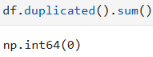 df.duplicated().sum()
np.int64(0)